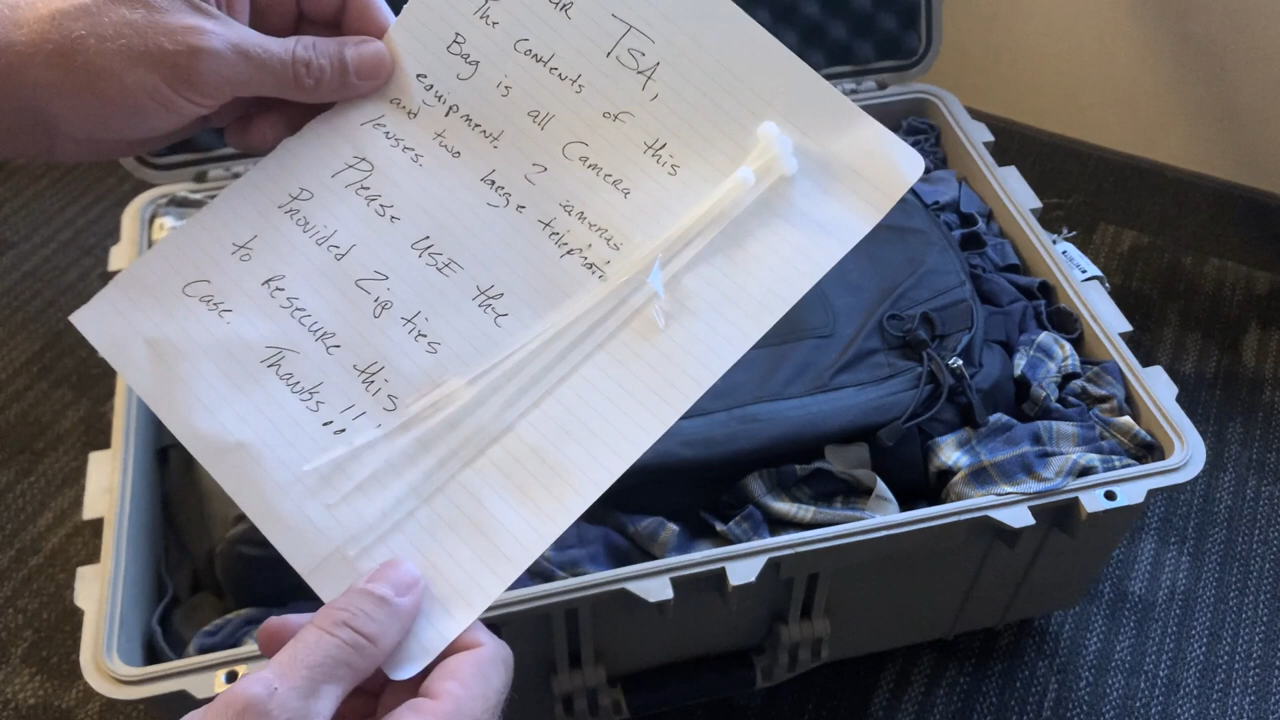 TSA,
The Contents of this
Bag is all Camera
equipment. 2 cameras
and two large telephoto
lenses.
Please USE the
Provided Zip ties
to Resecure this
Case.
Thanks!!